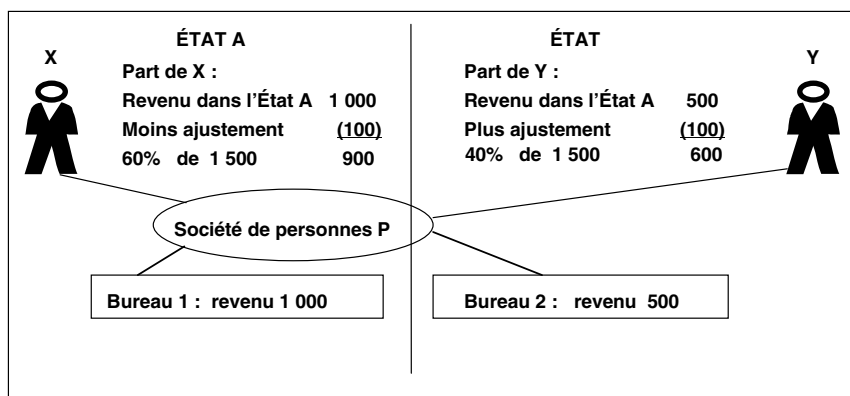 ÉTAT A
X
Part de X :
Revenu dans l'État A 1 000
Moins ajustement (100)
60% de 1 500 900
ÉTAT
Y
Part de Y :
Revenu dans l'État A 500
Plus ajustement (100)
40% de 1 500 600
Société de personnes P
Bureau 1 : revenu 1 000
Bureau 2 : revenu 500